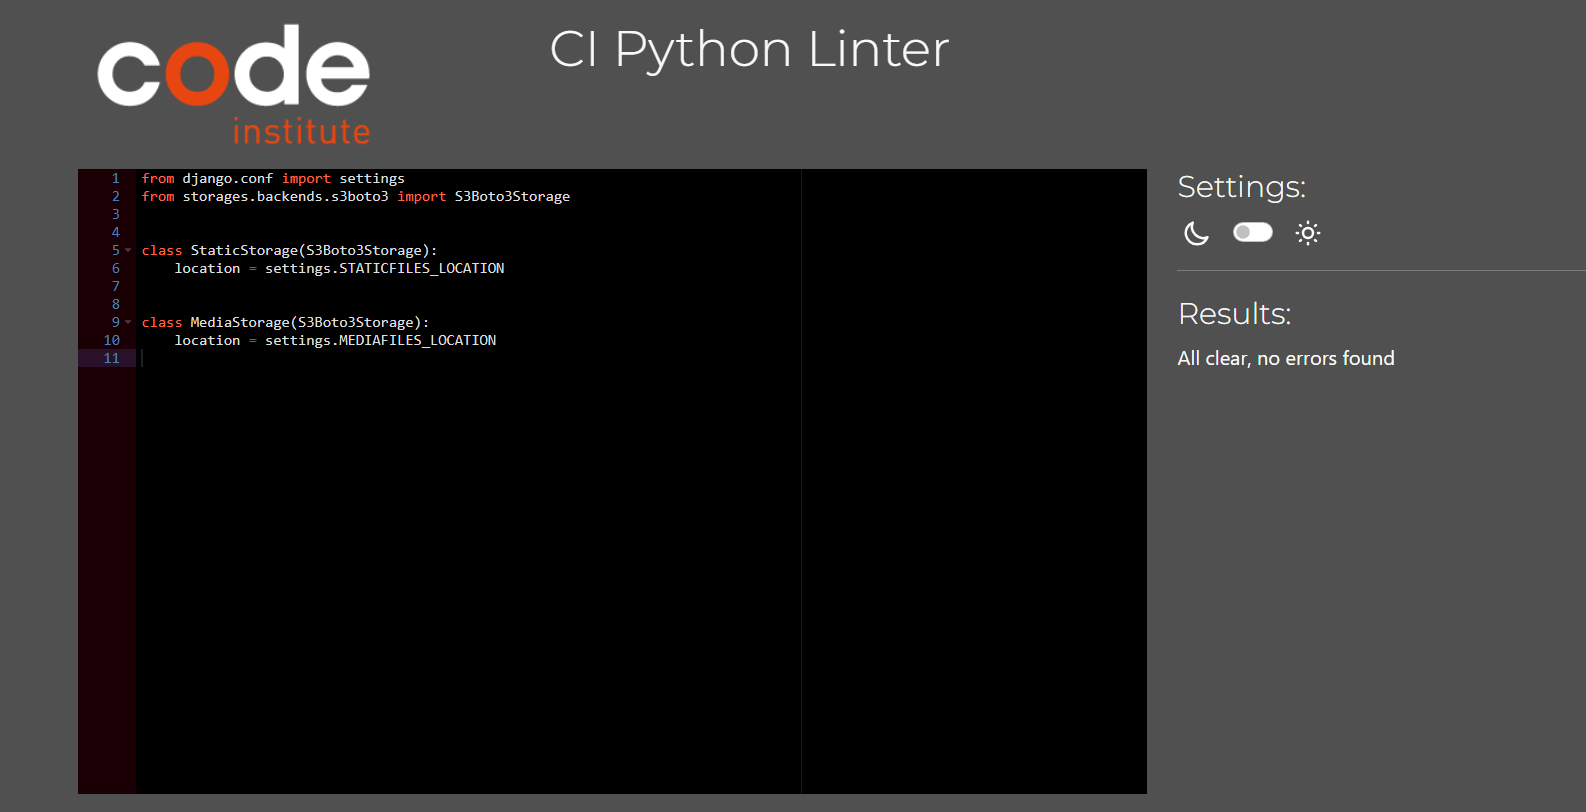 code
institute
CI Python Linter
1 from django.conf import settings
2 from storages.backends.s3boto3 import S3Boto3Storage
3
4
5 class StaticStorage(S3Boto3Storage):
6     location = settings.STATICFILES_LOCATION
7
8
9 class MediaStorage(S3Boto3Storage):
10     location = settings.MEDIAFILES_LOCATION
11
Settings:
Results:
All clear, no errors found